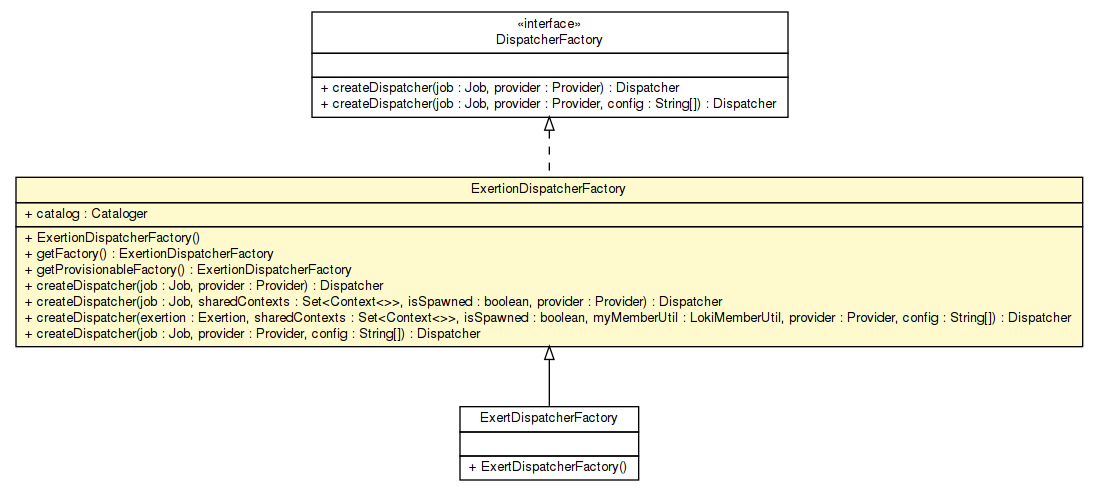 «interface»
DispatcherFactory
+ createDispatcher(job : Job, provider : Provider) : Dispatcher
+ createDispatcher(job : Job, provider : Provider, config : String[]) : Dispatcher
ExertionDispatcherFactory
+ catalog : Cataloger
+ ExertionDispatcherFactory()
+ getFactory() : ExertionDispatcherFactory
+ getProvisionableFactory() : ExertionDispatcherFactory
+ createDispatcher(job : Job, provider : Provider) : Dispatcher
+ createDispatcher(job : Job, sharedContexts : Set<Context<>>, isSpawned : boolean, provider : Provider) : Dispatcher
+ createDispatcher(exertion : Exertion, sharedContexts : Set<Context<>>, isSpawned : boolean, myMemberUtil : LokiMemberUtil, provider : Provider, config : String[]) : Dispatcher
+ createDispatcher(job : Job, provider : Provider, config : String[]) : Dispatcher
ExertDispatcherFactory
+ ExertDispatcherFactory()